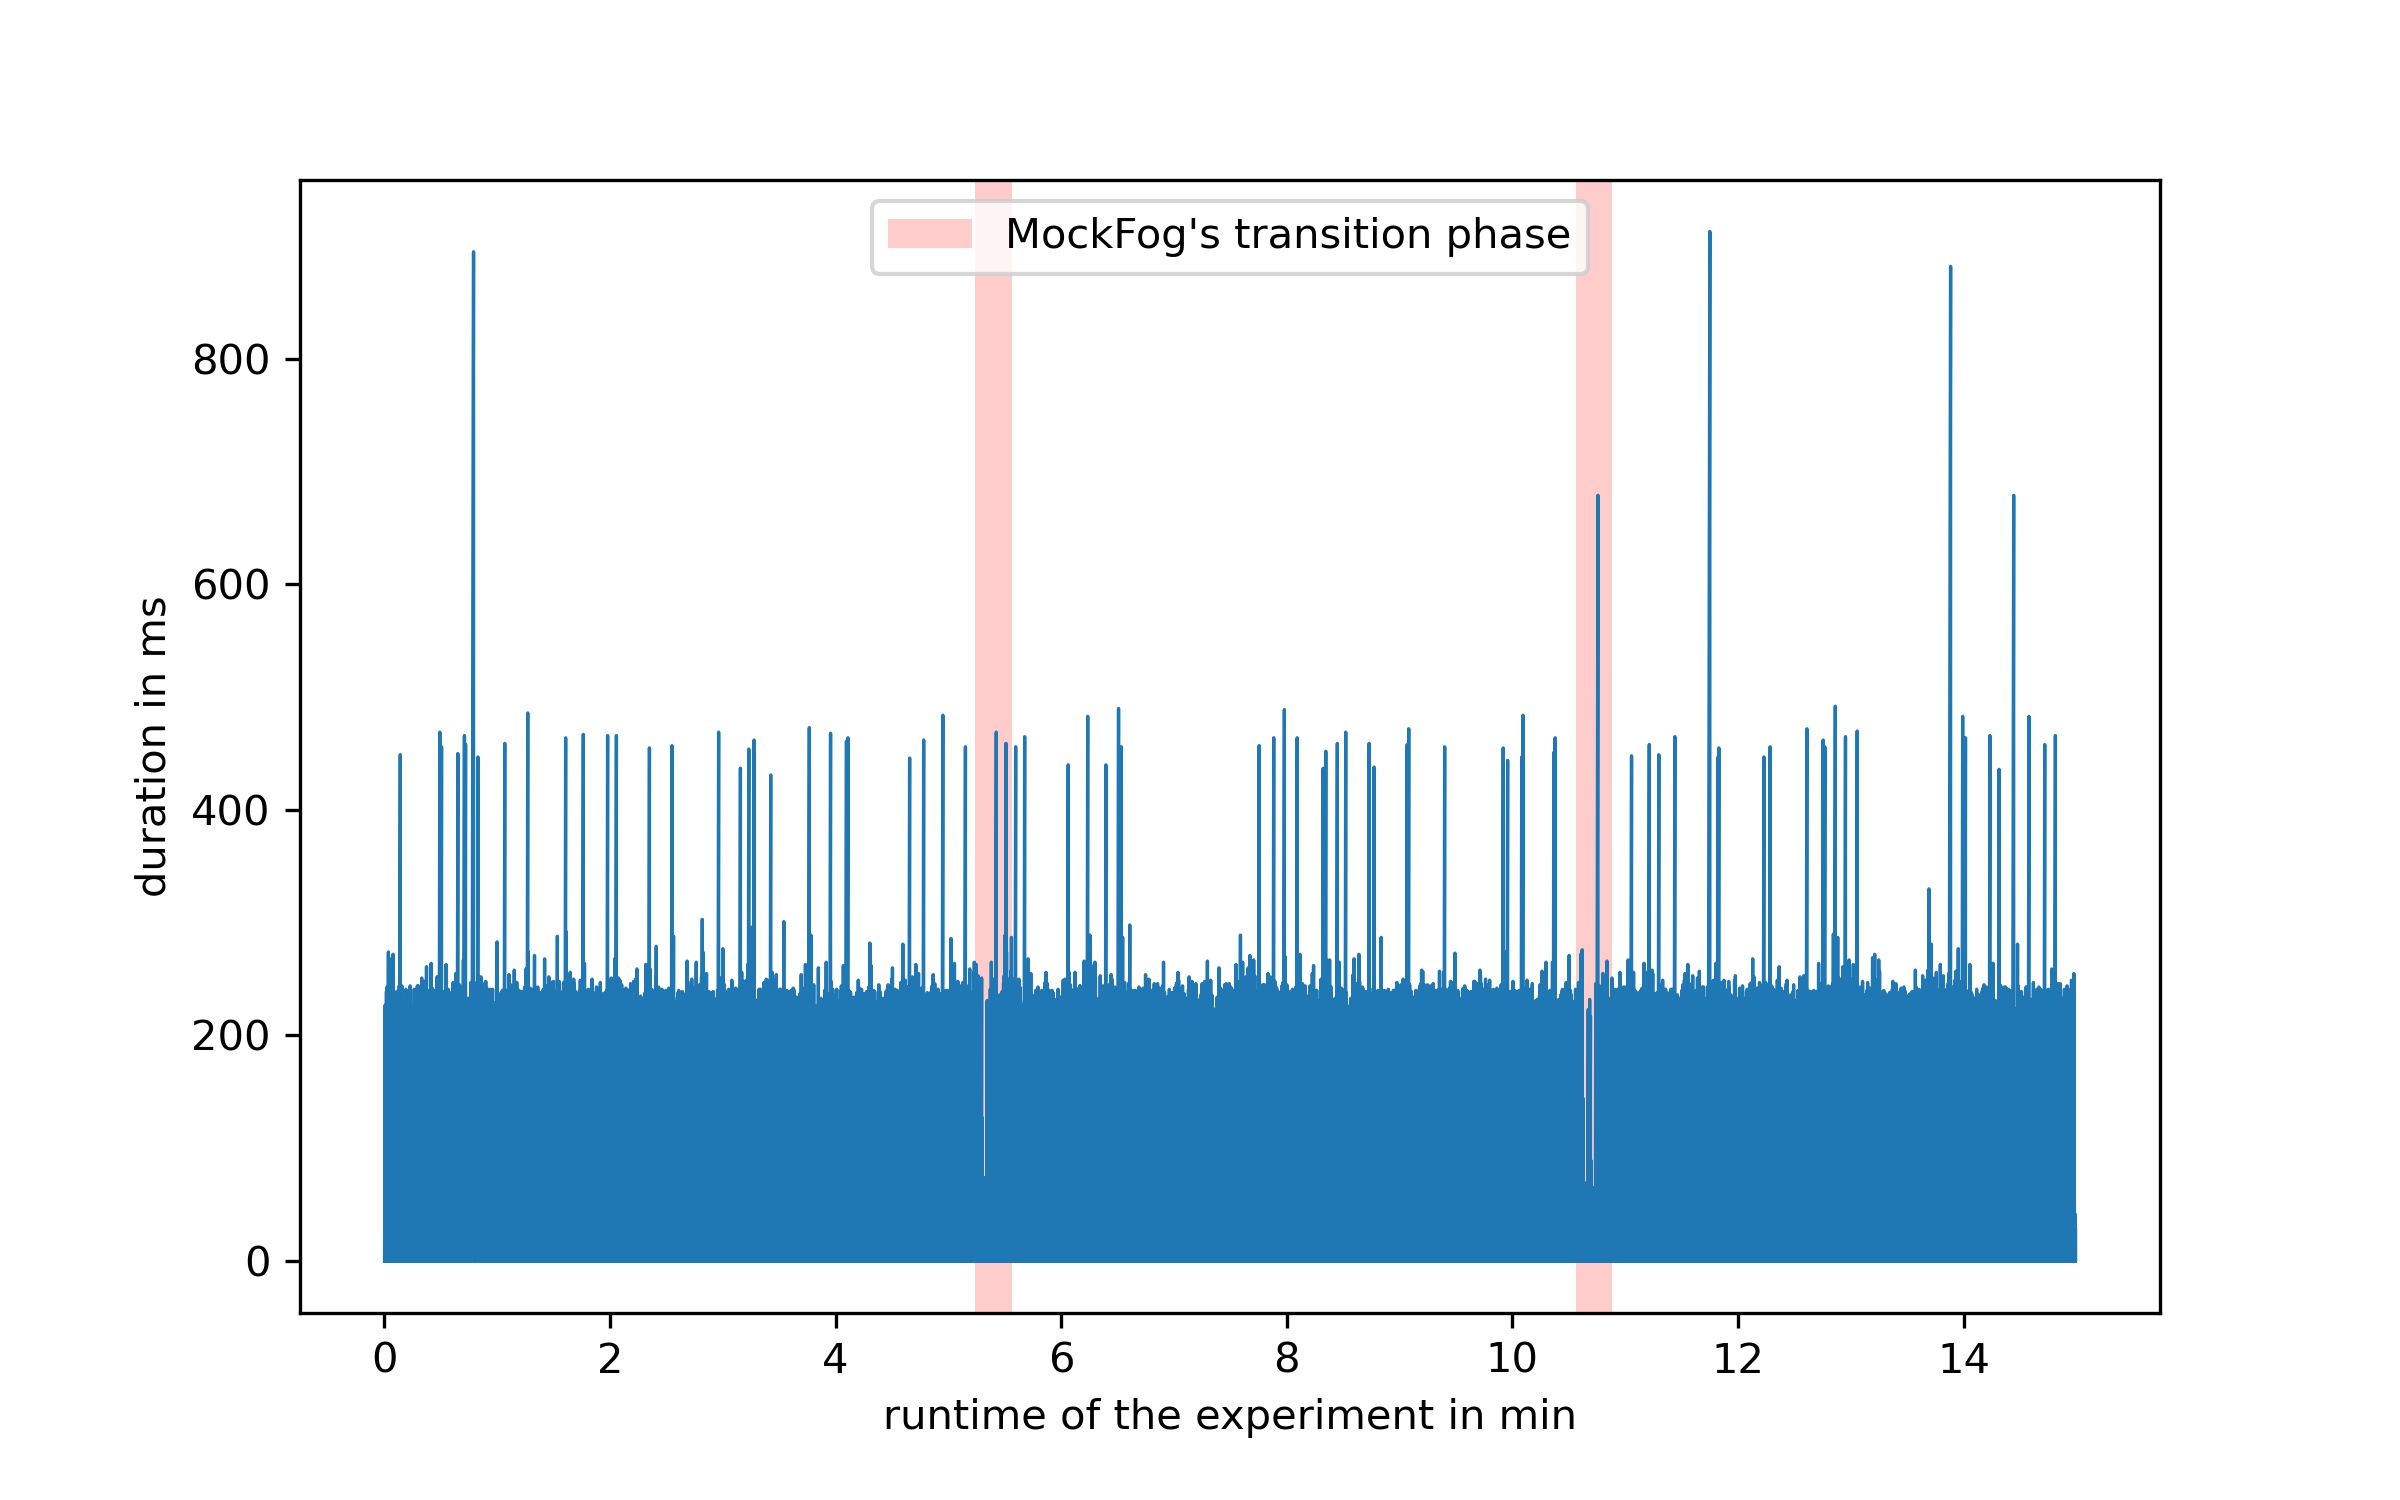 MockFog's transition phase
800
600
400
200
0
duration in ms
0 2 4 6 8 10 12 14
runtime of the experiment in min